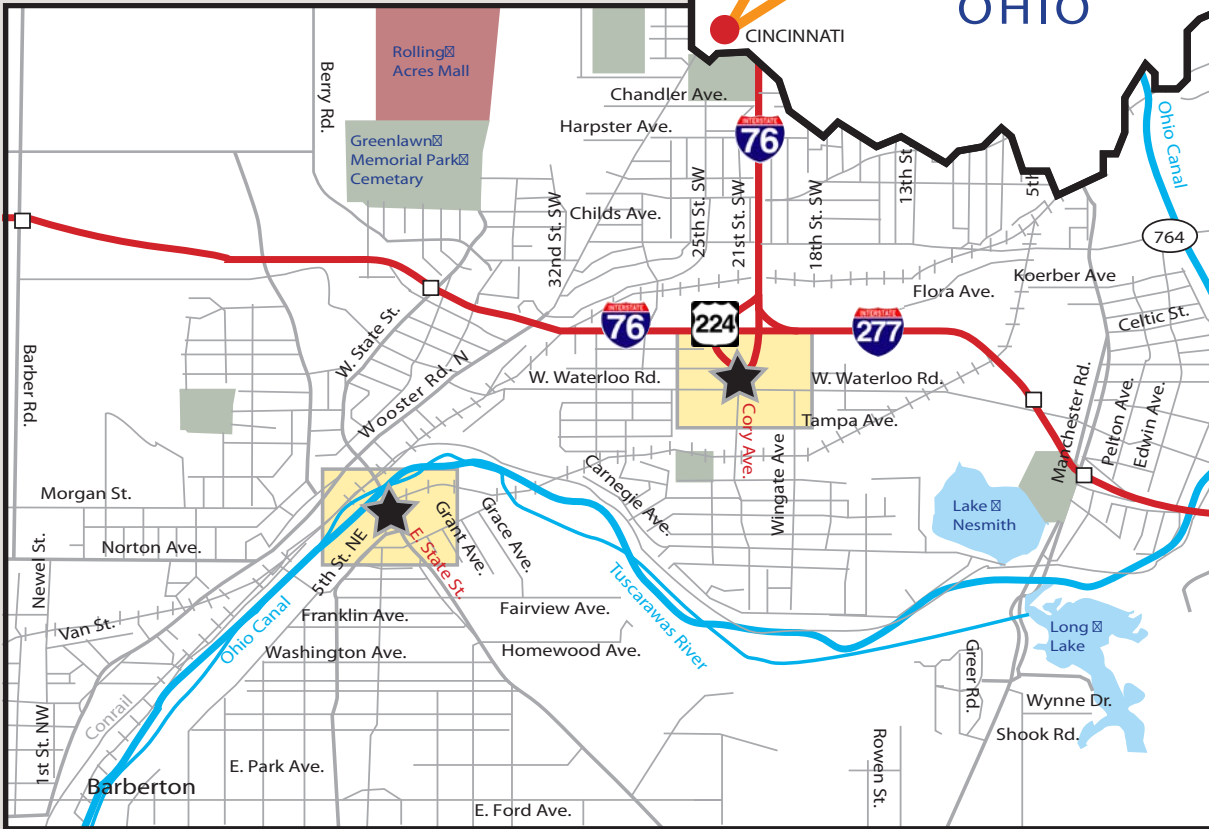 OHIO
CINCINNATI
Rolling
Acres Mall
Berry Rd.
Chandler Ave.
Harpster Ave.
INTERSTATE
76
Greenlawn
Memorial Park
Cemetary
Ohio Canal
13th St
5th
25th St. SW
21st St. SW
18th St. SW
32nd St. SW
Childs Ave.
764
Koerber Ave
Flora Ave.
Celtic St.
INTERSTATE
76
224
INTERSTATE
277
W. State St.
Wooster Rd. N
Barber Rd.
W. Waterloo Rd.
W. Waterloo Rd.
Tampa Ave.
Cory Ave.
Wingate Ave
Manchester Rd.
Pelton Ave.
Edwin Ave.
Carnegie Ave.
Morgan St.
Norton Ave.
Newel St.
5th St. NE
Grant Ave.
Grace Ave.
E. State St.
Lake
Nesmith
Tuscarawas River
Van St.
Ohio Canal
Franklin Ave.
Fairview Ave.
Washington Ave.
Homewood Ave.
Long
Lake
Greer Rd.
Wynne Dr.
Shook Rd.
Conrail
1st St. NW
Rowen St.
E. Park Ave.
Barberton
E. Ford Ave.